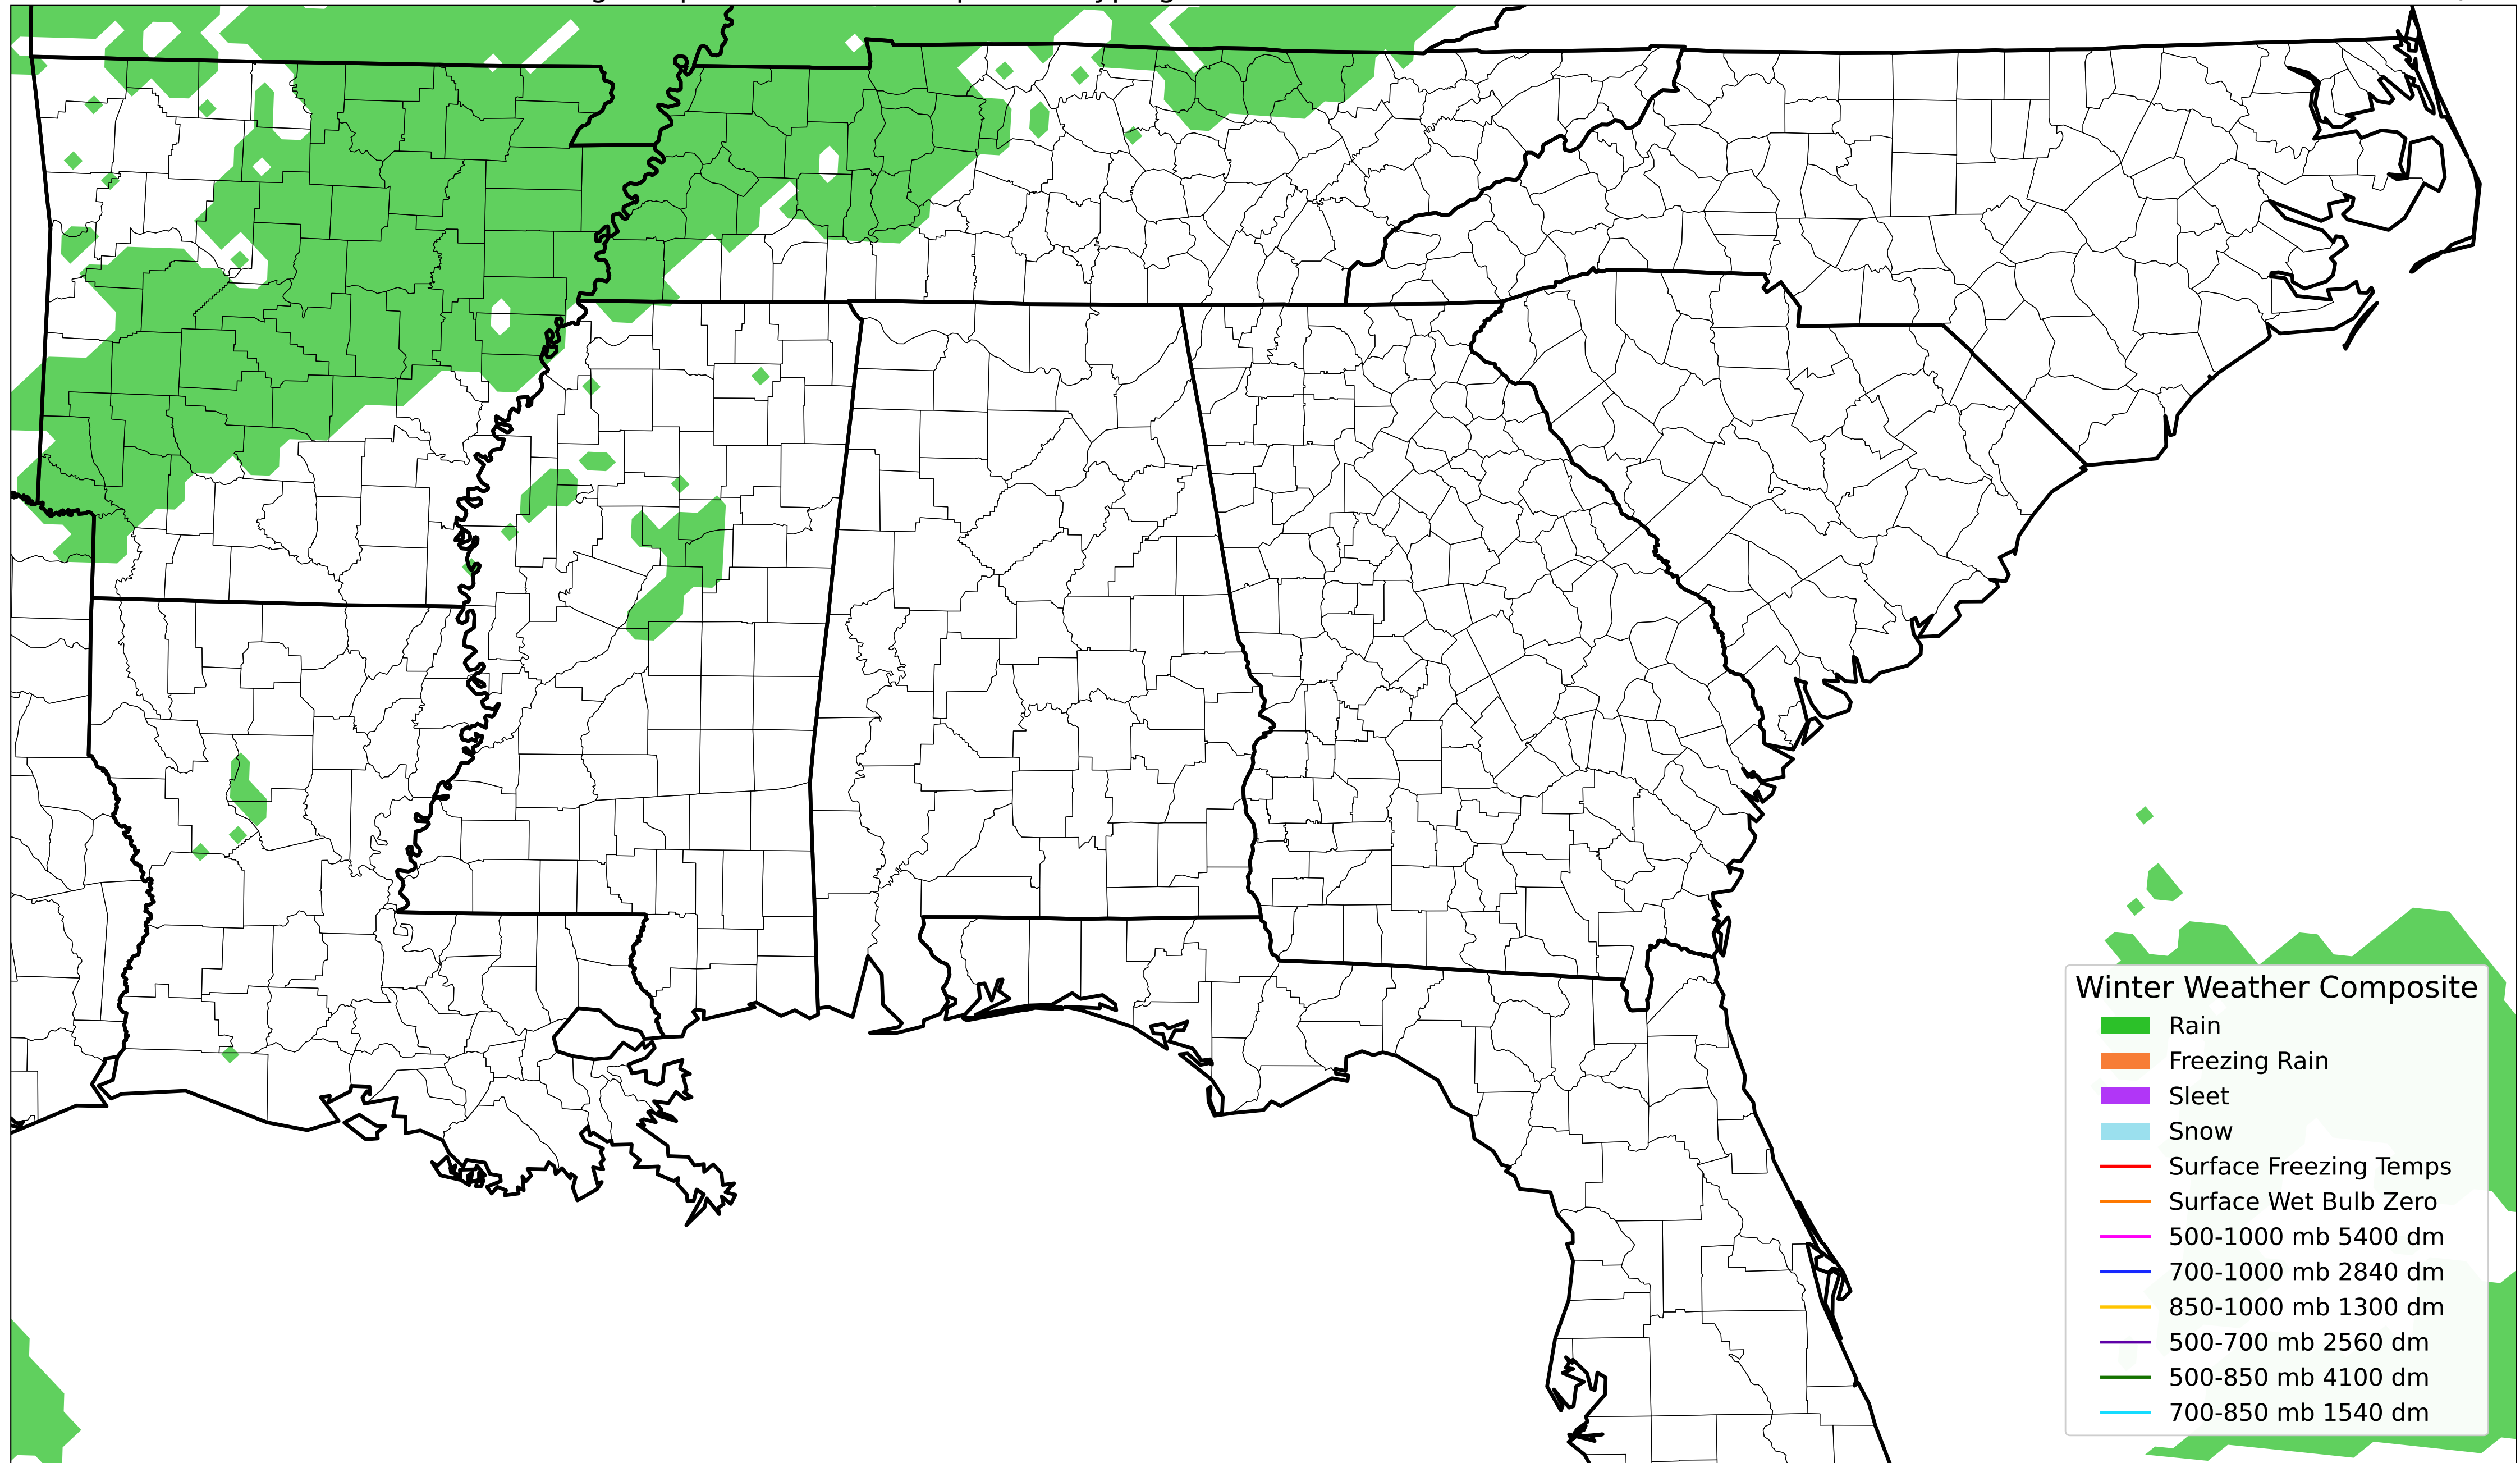 Winter Weather Composite
Rain
Freezing Rain
Sleet
Snow
Surface Freezing Temps
Surface Wet Bulb Zero
500-1000 mb 5400 dm
700-1000 mb 2840 dm
850-1000 mb 1300 dm
500-700 mb 2560 dm
500-850 mb 4100 dm
700-850 mb 1540 dm